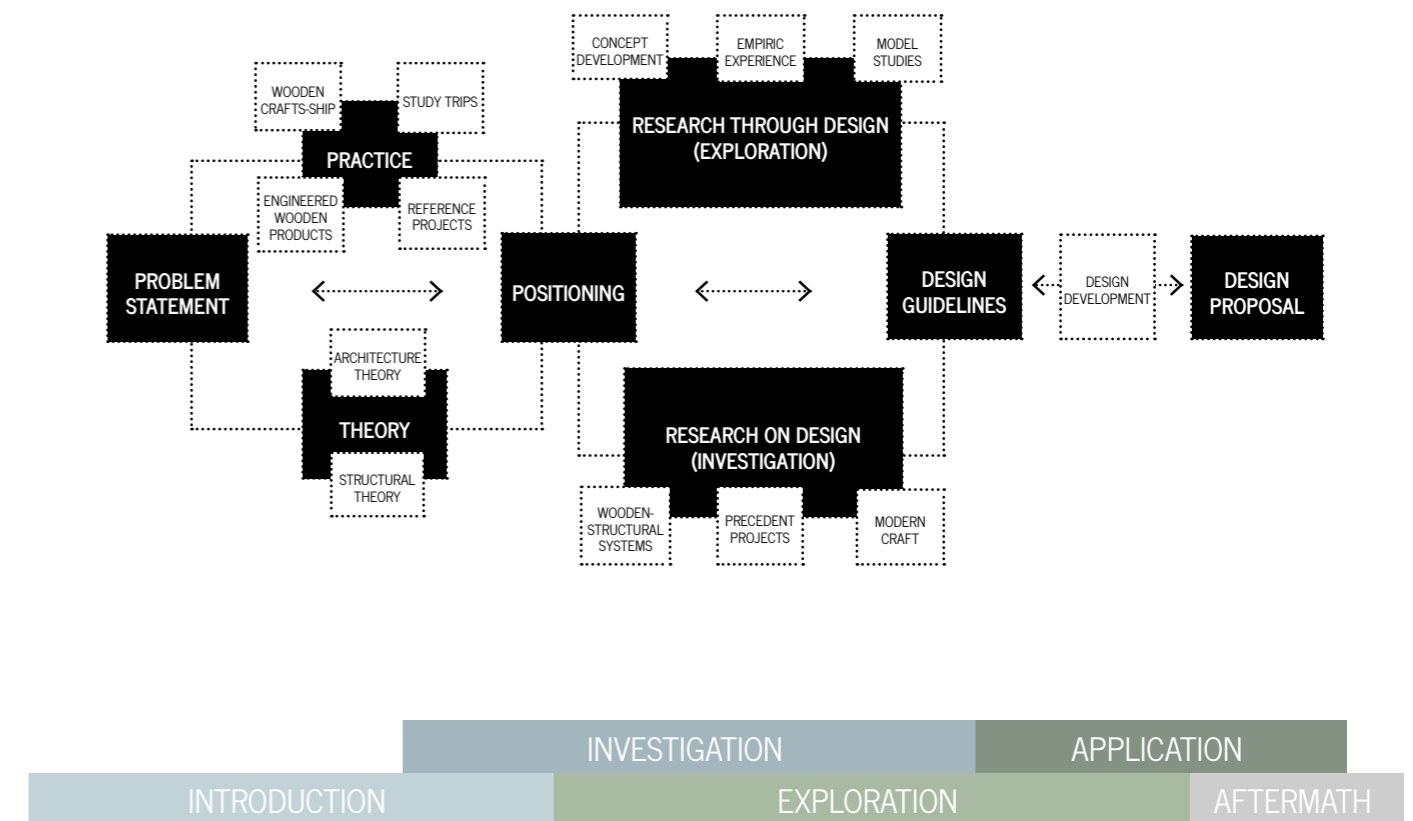 CONCEPT
DEVELOPMENT
EMPIRIC
EXPERIENCE
MODEL
STUDIES
WOODEN
CRAFTS-SHIP
STUDY TRIPS
RESEARCH THROUGH DESIGN
(EXPLORATION)
PRACTICE
ENGINEERED
WOODEN
PRODUCTS
REFERENCE
PROJECTS
PROBLEM
STATEMENT
POSITIONING
DESIGN
GUIDELINES
DESIGN
DEVELOPMENT
DESIGN
PROPOSAL
ARCHITECTURE
THEORY
THEORY
STRUCTURAL
THEORY
RESEARCH ON DESIGN
(INVESTIGATION)
WOODEN-
STRUCTURAL
SYSTEMS
PRECEDENT
PROJECTS
MODERN
CRAFT
INVESTIGATION
APPLICATION
INTRODUCTION
EXPLORATION
AFTERMATH